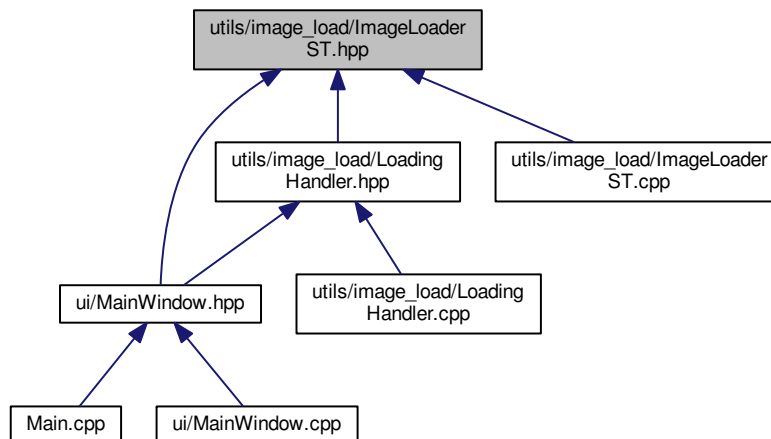 utils/image_load/ImageLoader
ST.hpp
utils/image_load/Loading
Handler.hpp
utils/image_load/ImageLoader
ST.cpp
ui/MainWindow.hpp
utils/image_load/Loading
Handler.cpp
Main.cpp
ui/MainWindow.cpp